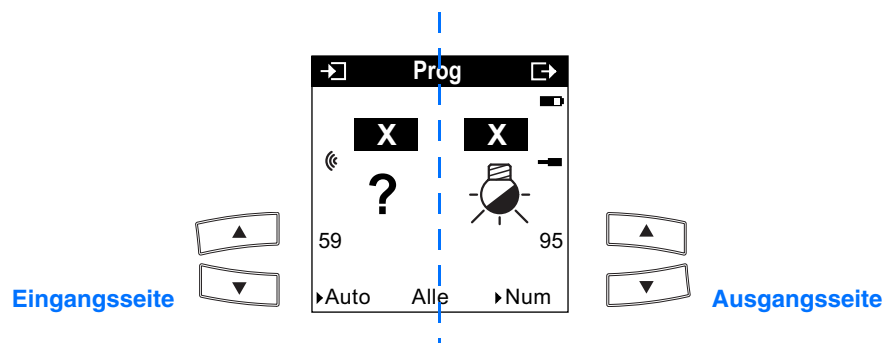 Prog
X X
?
59 95
▸Auto Alle ▸Num
Eingangsseite Ausgangsseite